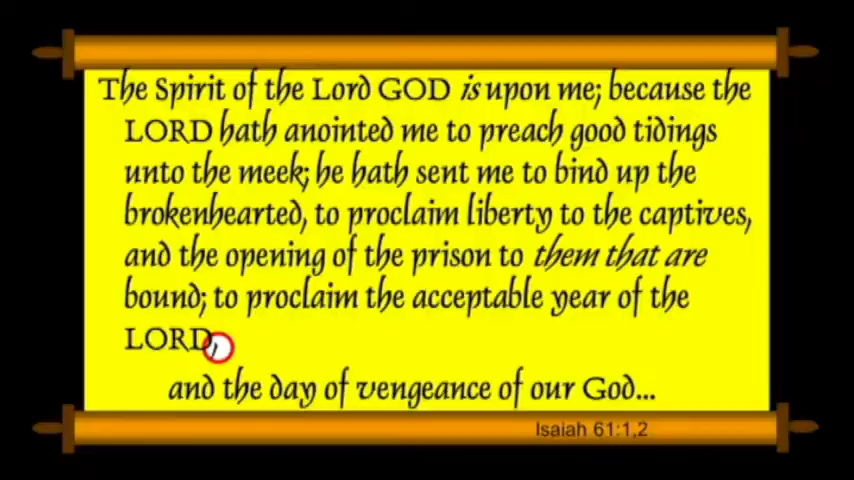 The Spirit of the Lord GOD is upon me; because the
LORD hath anointed me to preach good tidings
unto the meek; he hath sent me to bind up the
brokenhearted, to proclaim liberty to the captives,
and the opening of the prison to them that are
bound; to proclaim the acceptable year of the
LORD,
and the day of vengeance of our God...
Isaiah 61:1,2